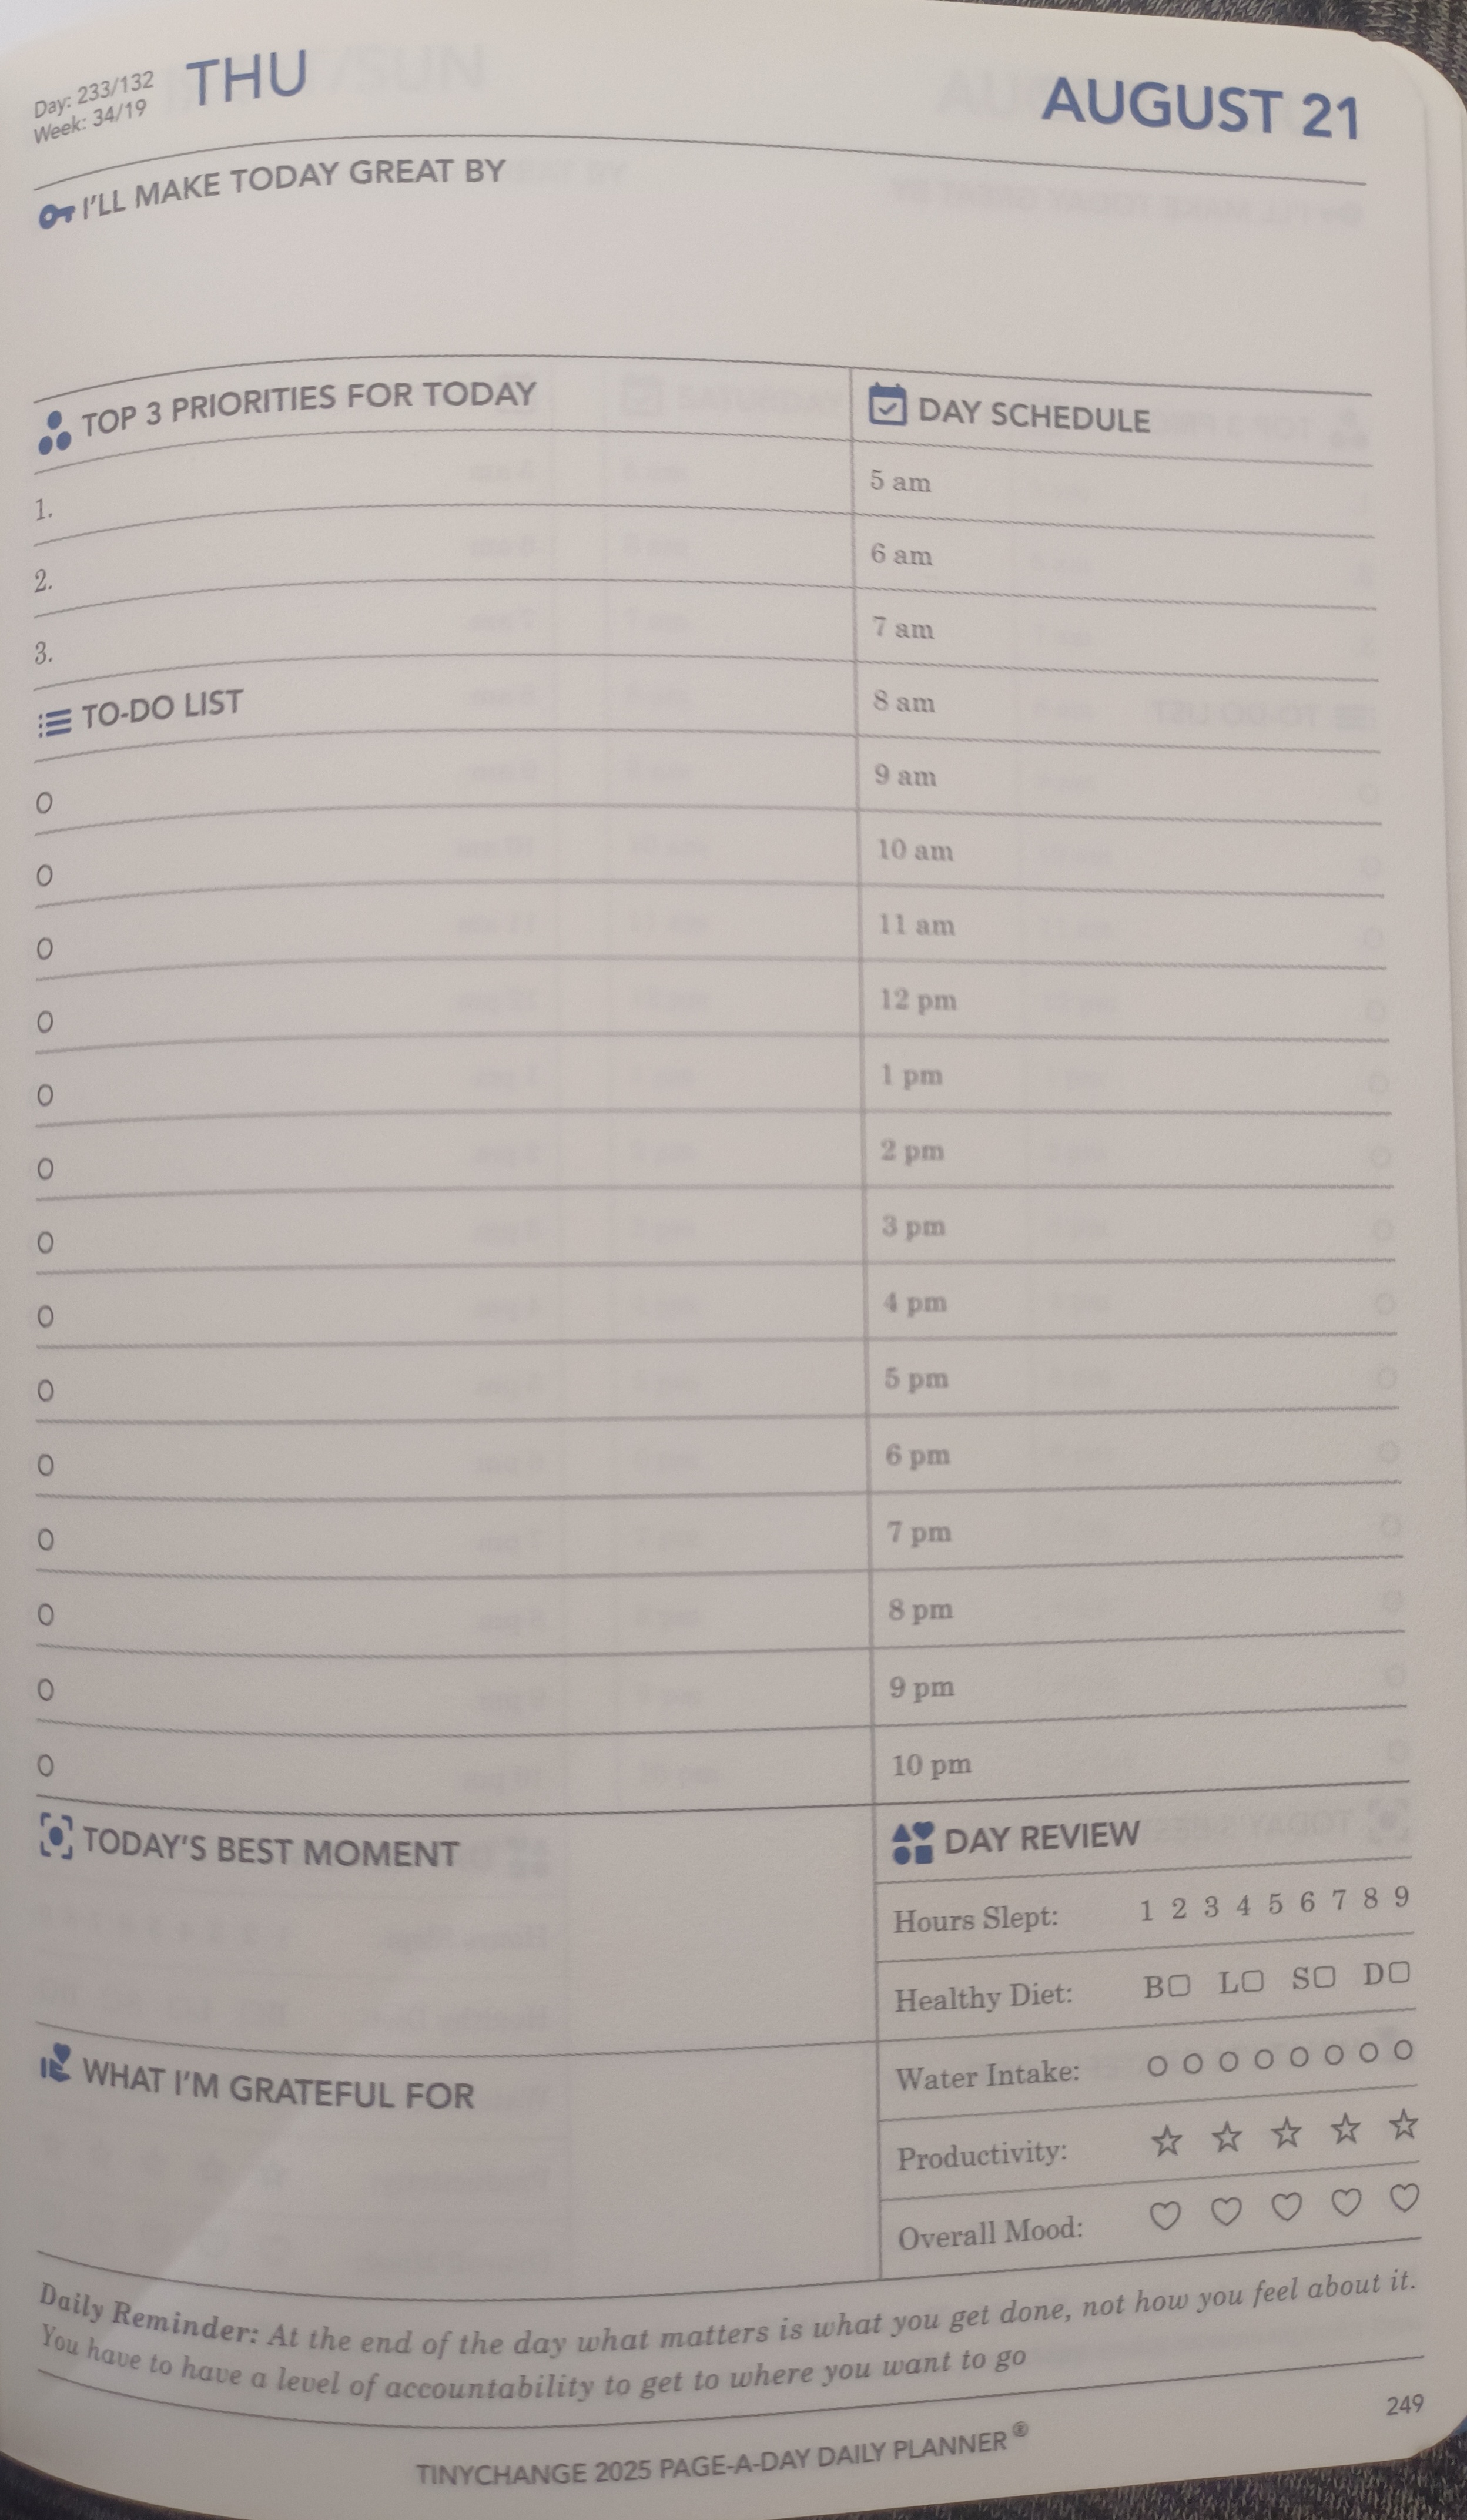 Day: 233/132
Week: 34/19
THU
AUGUST 21
I'LL MAKE TODAY GREAT BY
TOP 3 PRIORITIES FOR TODAY
1.
2.
3.
TO-DO LIST
DAY SCHEDULE
5 am
6 am
7 am
8 am
9 am
10 am
11 am
12 pm
1 pm
2 pm
3 pm
4 pm
5 pm
6 pm
7 pm
8 pm
9 pm
10 pm
TODAY'S BEST MOMENT
WHAT I'M GRATEFUL FOR
DAY REVIEW
Hours Slept: 1 2 3 4 5 6 7 8 9
Healthy Diet: B L S D
Water Intake:
Productivity:
Overall Mood:
Daily Reminder: At the end of the day what matters is what you get done, not how you feel about it.
You have to have a level of accountability to get to where you want to go
249
TINYCHANGE 2025 PAGE-A-DAY DAILY PLANNER®